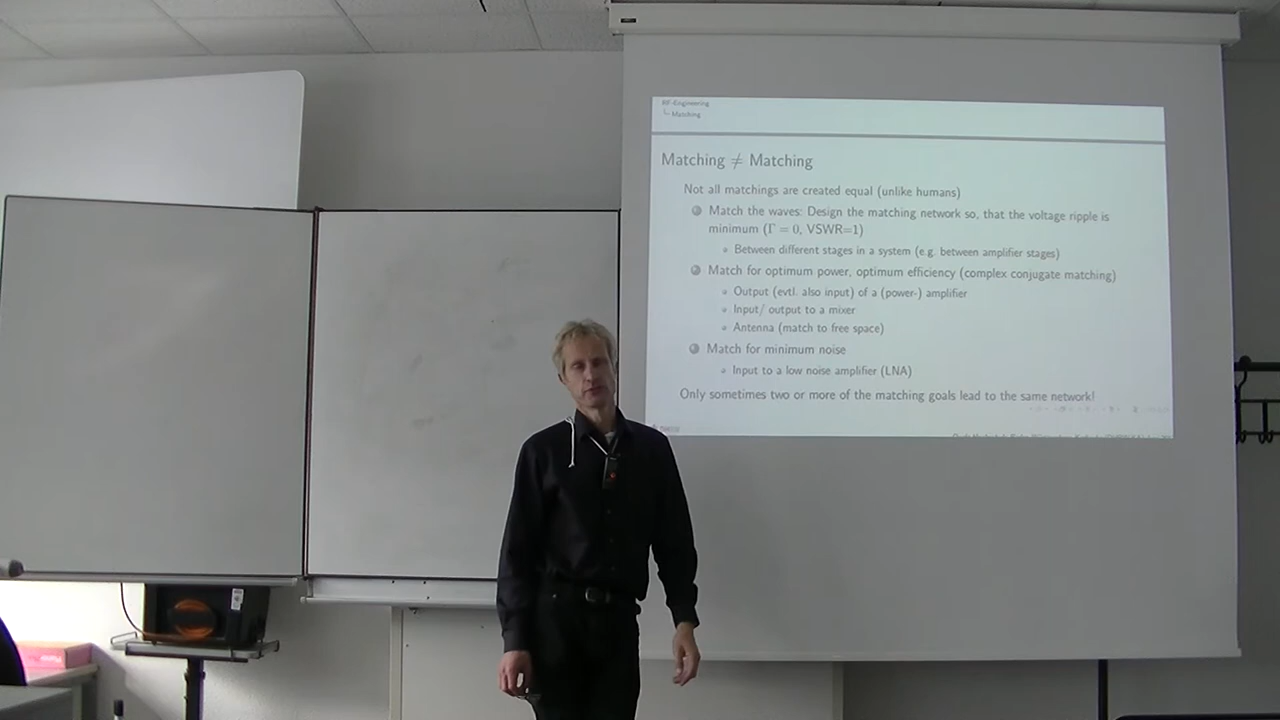 RF-Engineering
Matching
Matching ≠ Matching
Not all matchings are created equal (unlike humans)
Match the waves: Design the matching network so, that the voltage ripple is
minimum (Γ = 0, VSWR=1)
Between different stages in a system (e.g. between amplifier stages)
Match for optimum power, optimum efficiency (complex conjugate matching)
Output (evtl. also input) of a (power-) amplifier
Input/ output to a mixer
Antenna (match to free space)
Match for minimum noise
Input to a low noise amplifier (LNA)
Only sometimes two or more of the matching goals lead to the same network!